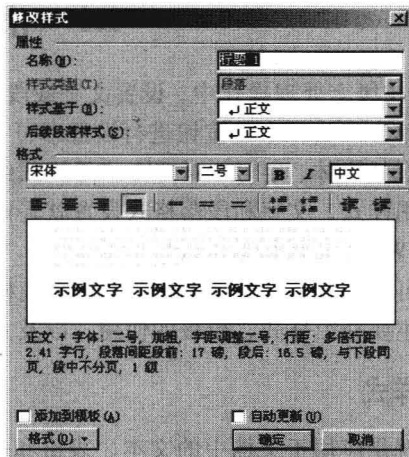 修改样式
属性
名称(N): 标题 1
样式类型(T): 段落
样式基于(B): ↵ 正文
后续段落样式(S): ↵ 正文
格式
宋体 二号 B I 中文
示例文字 示例文字 示例文字 示例文字
正文 + 字体: 二号, 加粗, 字距调整二号, 行距: 多倍行距
2.41 字行, 段落间距段前: 17 磅, 段后: 16.5 磅, 与下段同
页, 段中不分页, 1 级
添加到模板(A) 自动更新(U)
格式(O) 确定 取消